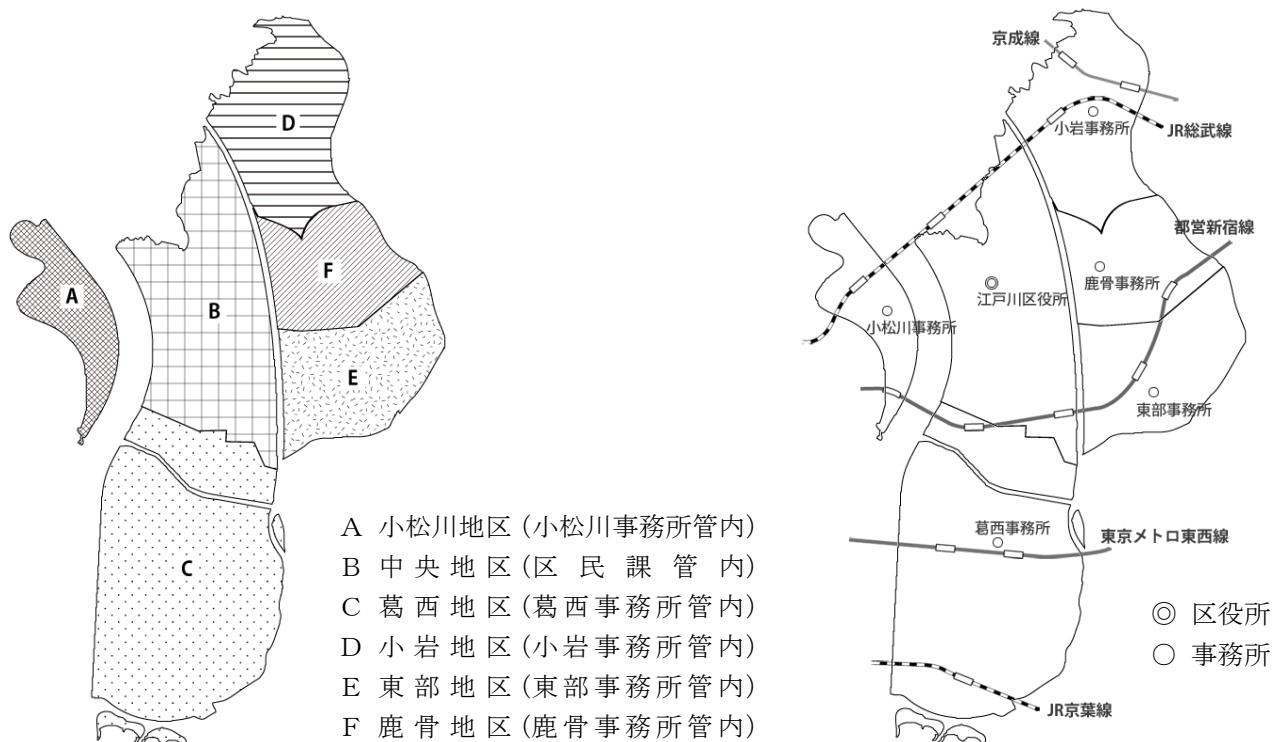 D
A
F
B
E
C
A 小松川地区(小松川事務所管内)
B 中央地区(区民課管内)
C 葛西地区(葛西事務所管内)
D 小岩地区(小岩事務所管内)
E 東部地区(東部事務所管内)
F 鹿骨地区(鹿骨事務所管内)
京成線
小岩事務所
JR総武線
都営新宿線
鹿骨事務所
江戸川区役所
小松川事務所
東部事務所
葛西事務所
東京メトロ東西線
◎ 区役所
○ 事務所
JR京葉線